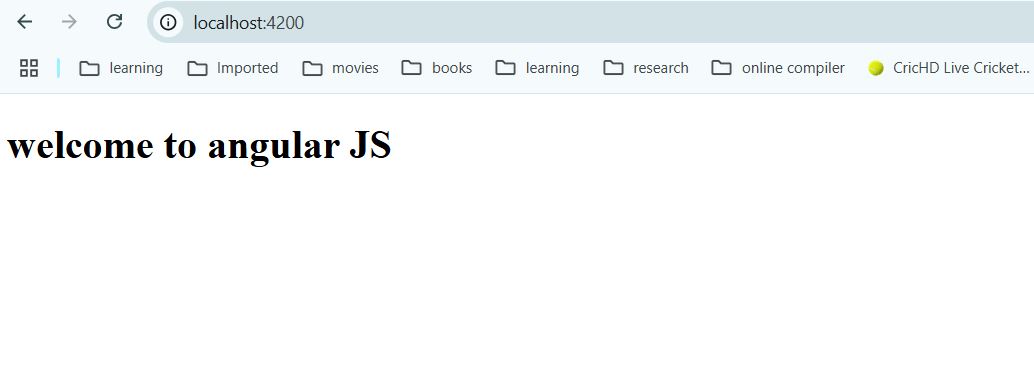 localhost:4200
learning Imported movies books learning research online compiler CricHD Live Cricket...
welcome to angular JS